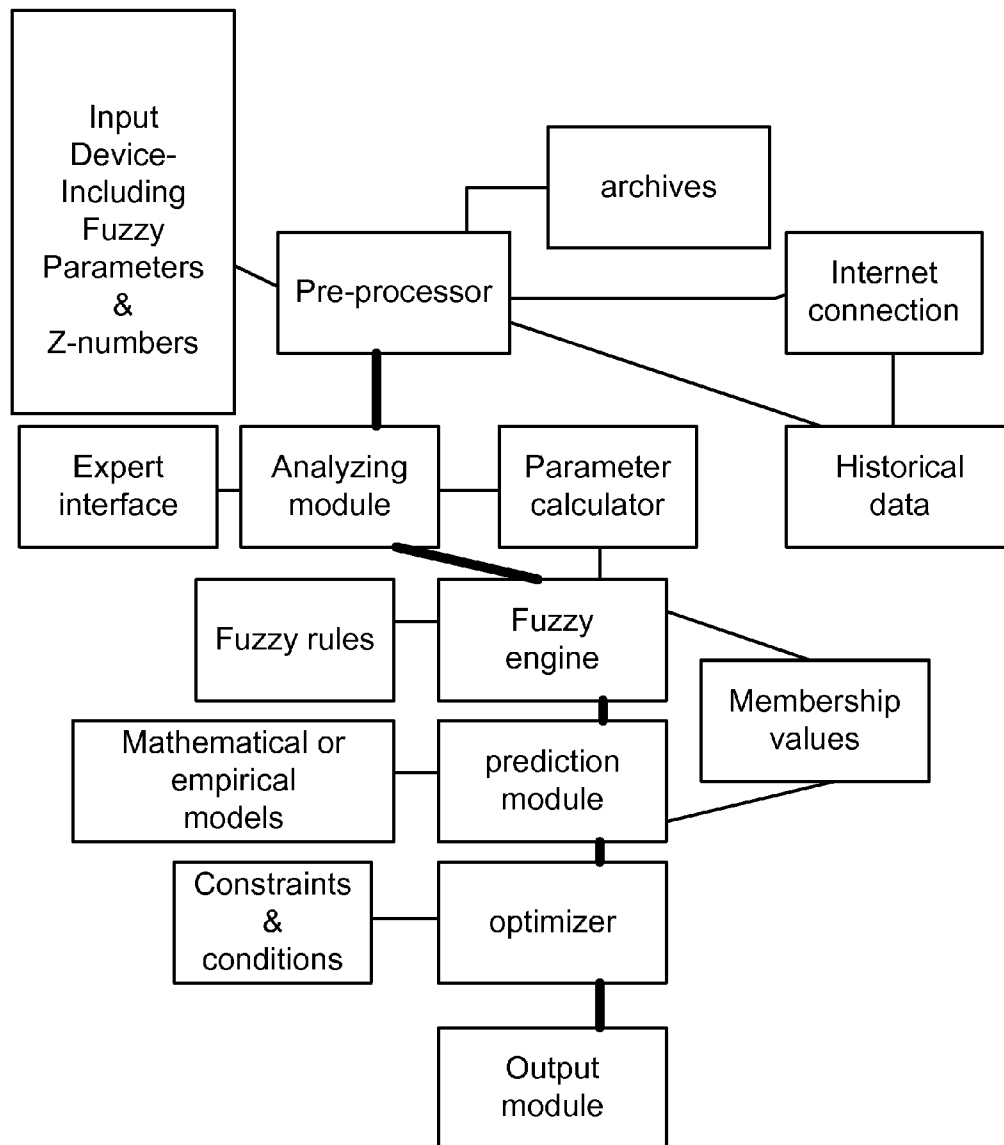 Input
Device-
Including
Fuzzy
Parameters
&
Z-numbers
archives
Pre-processor
Internet
connection
Expert
interface
Analyzing
module
Parameter
calculator
Historical
data
Fuzzy rules
Fuzzy
engine
Membership
values
Mathematical or
empirical
models
prediction
module
Constraints
&
conditions
optimizer
Output
module